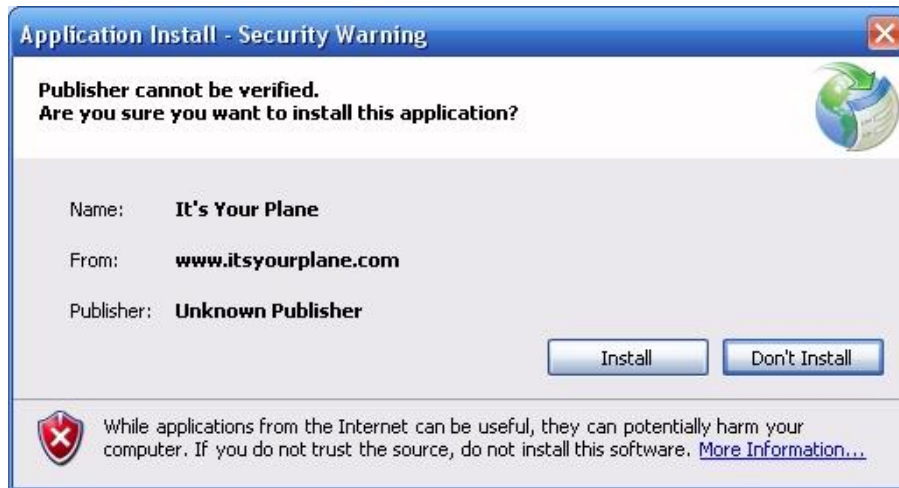 Application Install - Security Warning
Publisher cannot be verified.
Are you sure you want to install this application?
Name: It's Your Plane
From: www.itsyourplane.com
Publisher: Unknown Publisher
Install Don't Install
While applications from the Internet can be useful, they can potentially harm your
computer. If you do not trust the source, do not install this software. More Information...